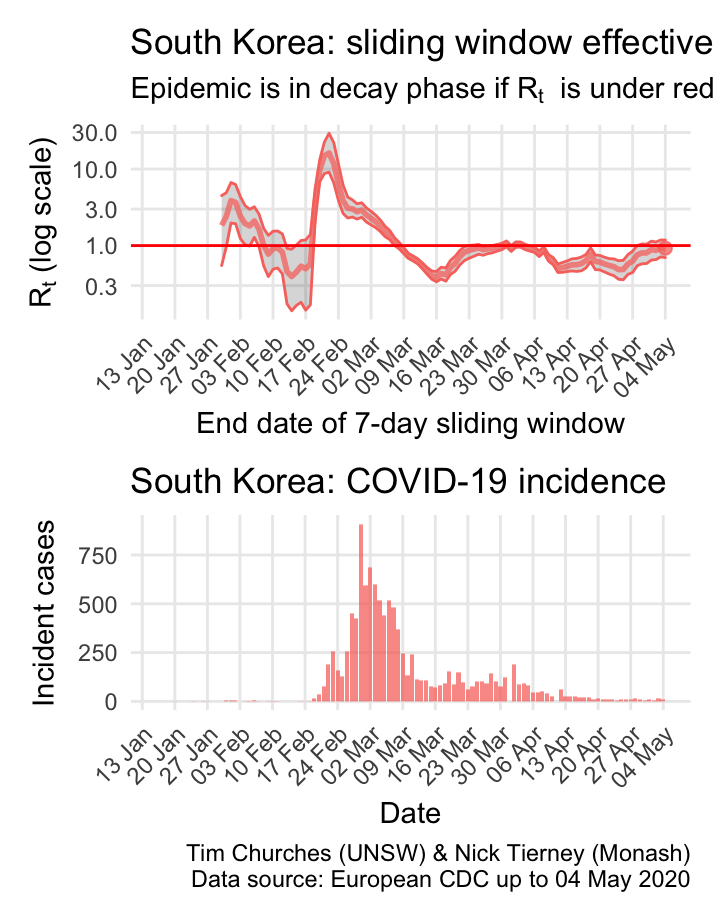 South Korea: sliding window effective
Epidemic is in decay phase if Rt is under red
30.0
10.0
3.0
1.0
0.3
Rt (log scale)
13 Jan
20 Jan
27 Jan
03 Feb
10 Feb
17 Feb
24 Feb
02 Mar
09 Mar
16 Mar
23 Mar
30 Mar
06 Apr
13 Apr
20 Apr
27 Apr
04 May
End date of 7-day sliding window
South Korea: COVID-19 incidence
750
500
250
0
Incident cases
13 Jan
20 Jan
27 Jan
03 Feb
10 Feb
17 Feb
24 Feb
02 Mar
09 Mar
16 Mar
23 Mar
30 Mar
06 Apr
13 Apr
20 Apr
27 Apr
04 May
Date
Tim Churches (UNSW) & Nick Tierney (Monash)
Data source: European CDC up to 04 May 2020